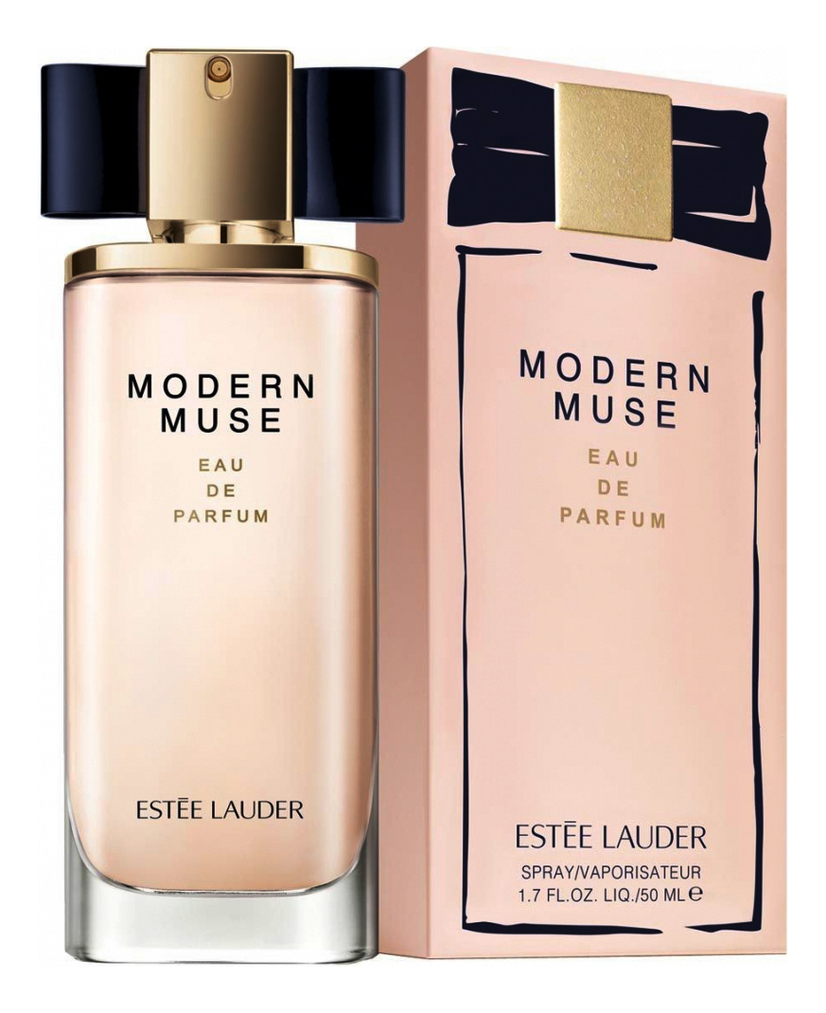 MODERN
MUSE
EAU
DE
PARFUM
ESTĒE LAUDER
MODERN
MUSE
EAU
DE
PARFUM
ESTĒE LAUDER
SPRAY/VAPORISATEUR
1.7 FL.OZ. LIQ./50 ML ℮